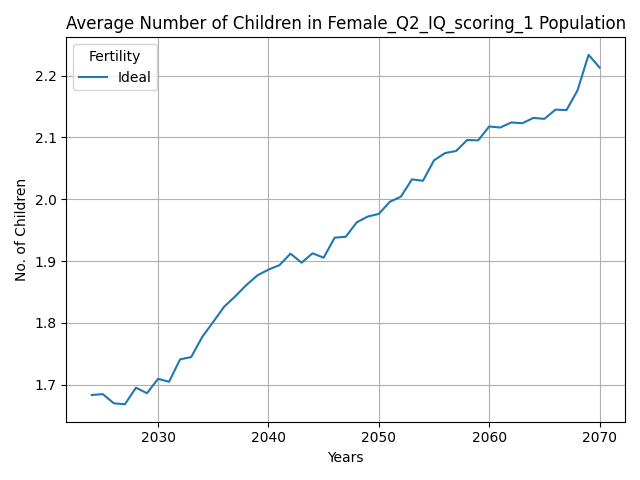 Average Number of Children in Female_Q2_IQ_scoring_1 Population
Fertility
Ideal
No. of Children
2.2
2.1
2.0
1.9
1.8
1.7
2030 2040 2050 2060 2070
Years